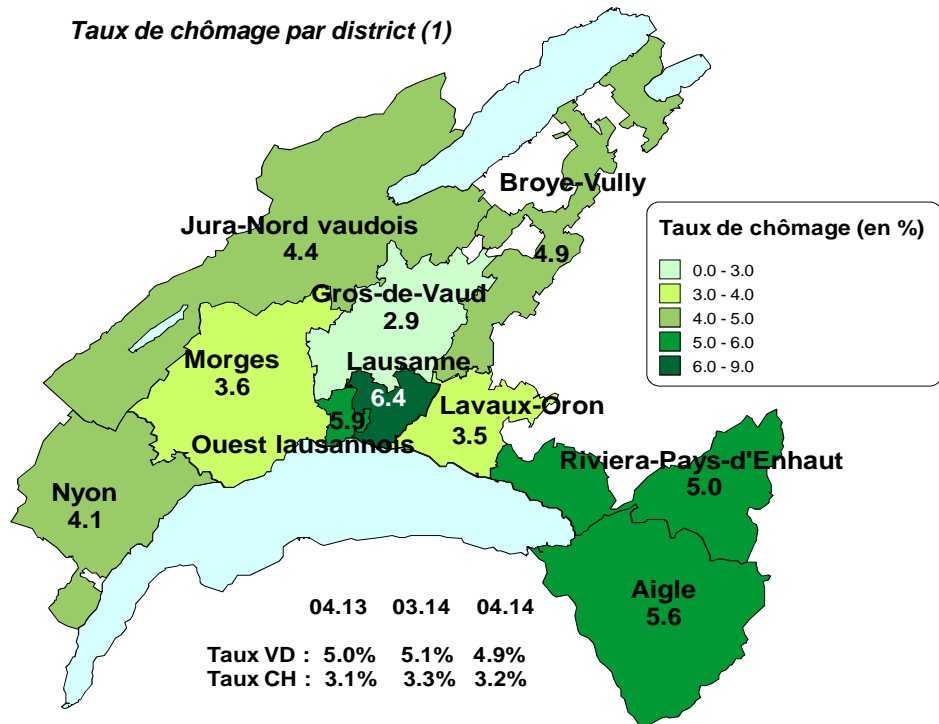 Taux de chômage par district (1)
Broye-Vully
4.9
Jura-Nord vaudois
4.4
Taux de chômage (en %)
0.0 - 3.0
3.0 - 4.0
4.0 - 5.0
5.0 - 6.0
6.0 - 9.0
Gros-de-Vaud
2.9
Morges
3.6
Lausanne
6.4
Lavaux-Oron
3.5
5.9
Ouest lausannois
Riviera-Pays-d'Enhaut
5.0
Nyon
4.1
Aigle
5.6
04.13 03.14 04.14
Taux VD : 5.0% 5.1% 4.9%
Taux CH : 3.1% 3.3% 3.2%